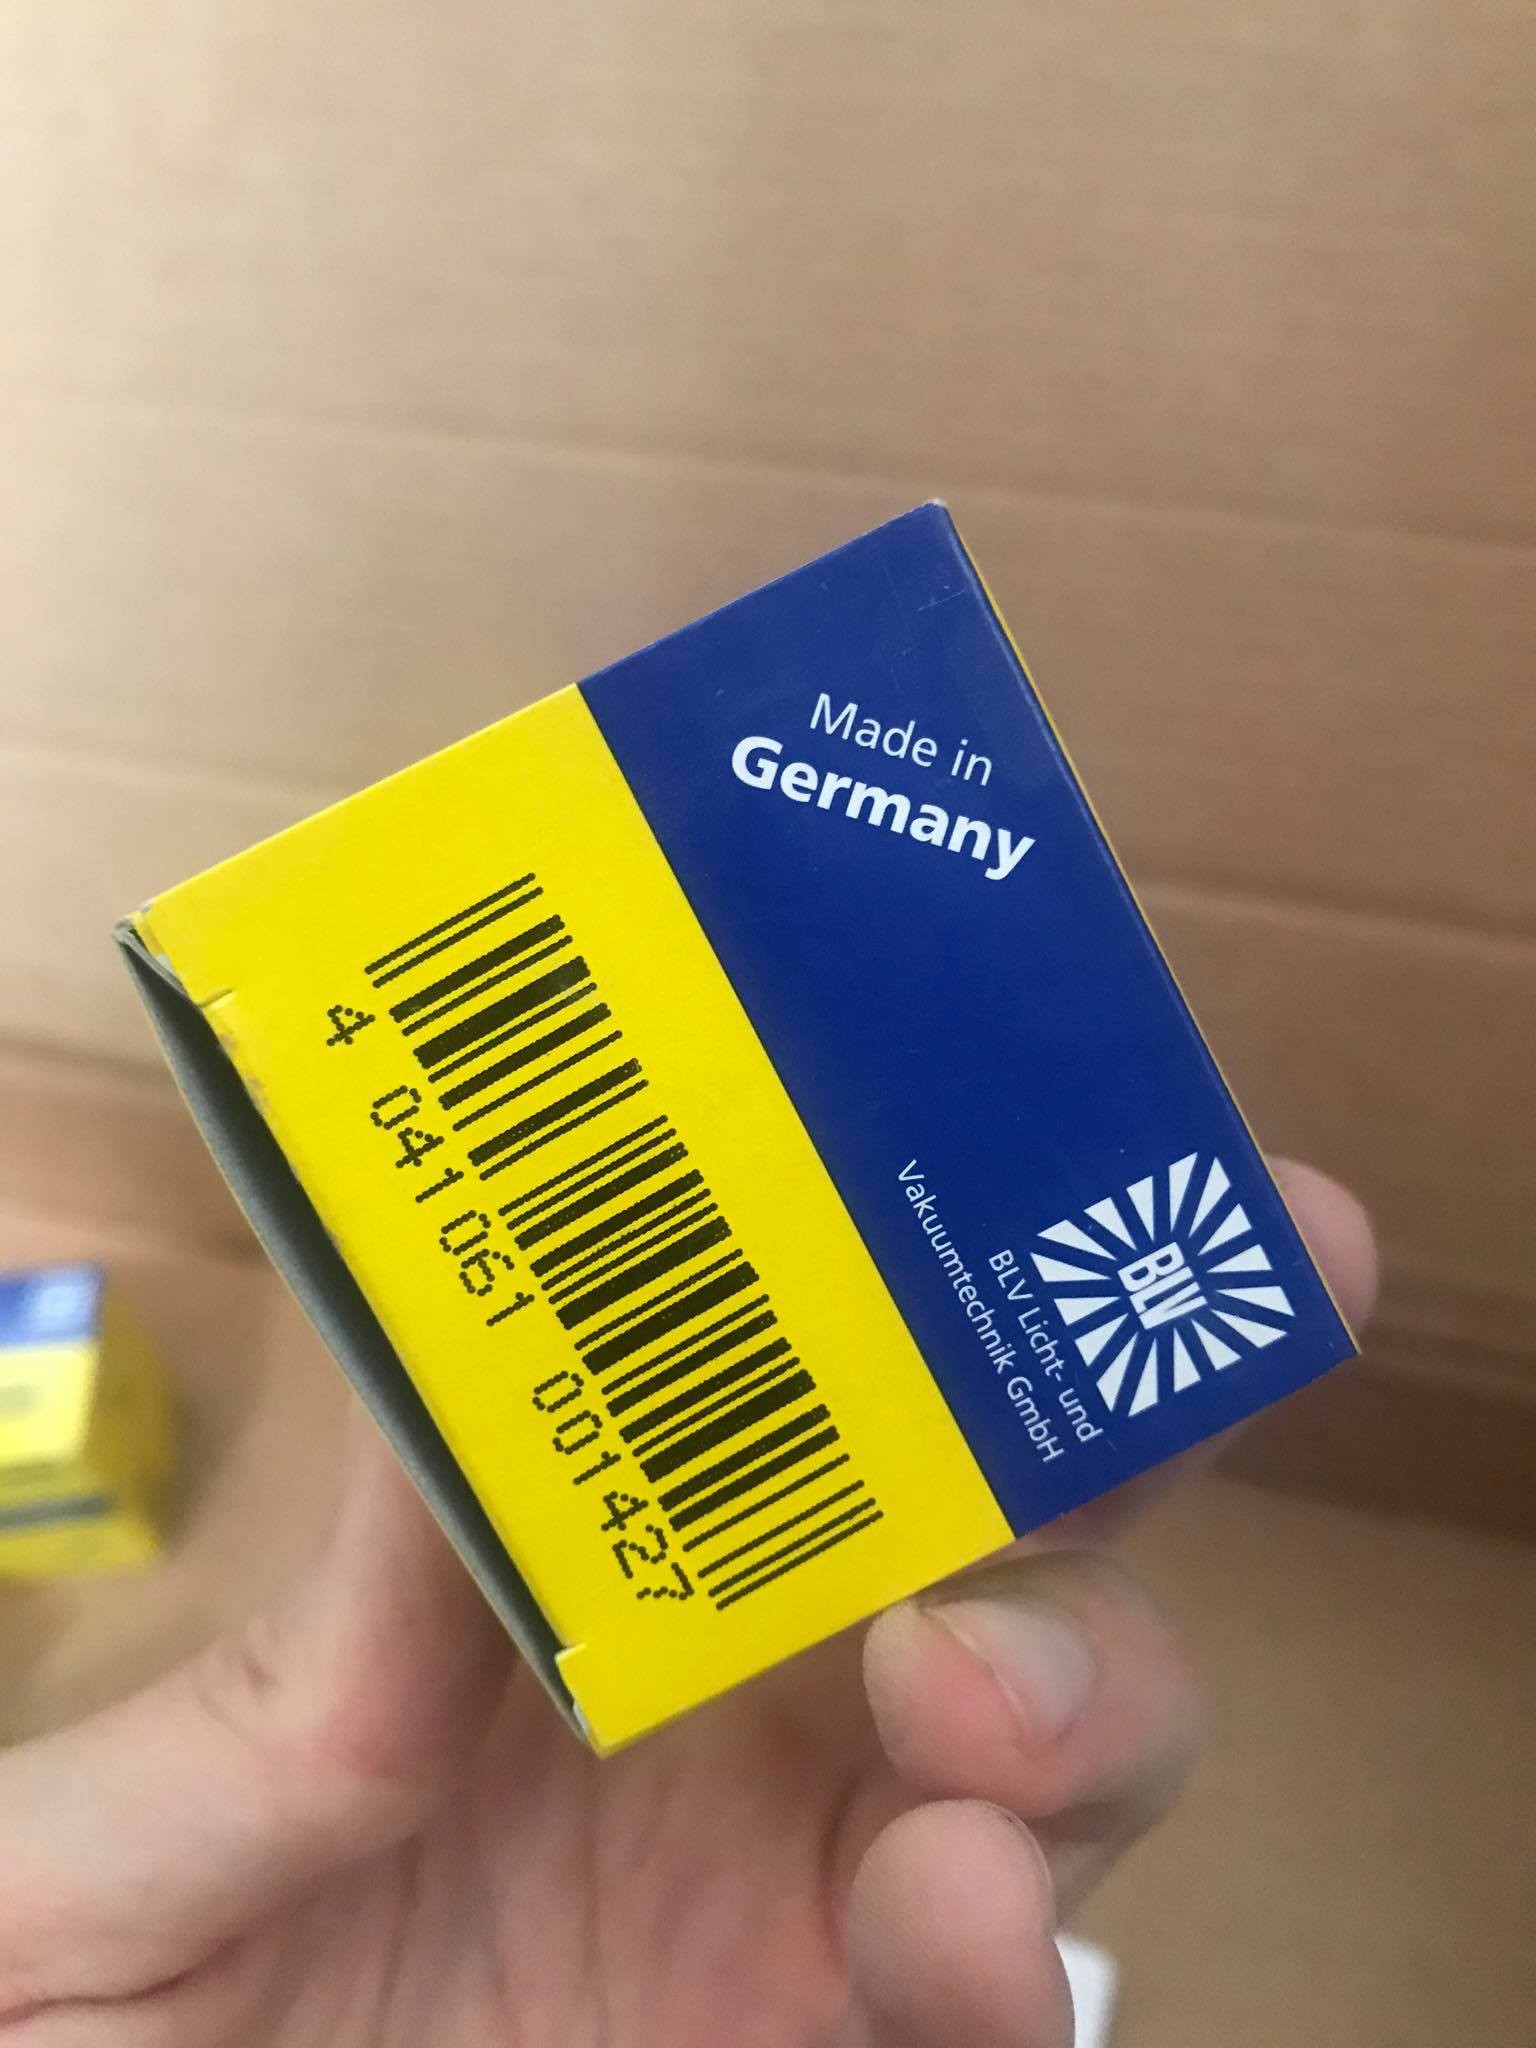 Made in
Germany
BLV
BLV Licht- und
Vakuumtechnik GmbH
4 041061 001427